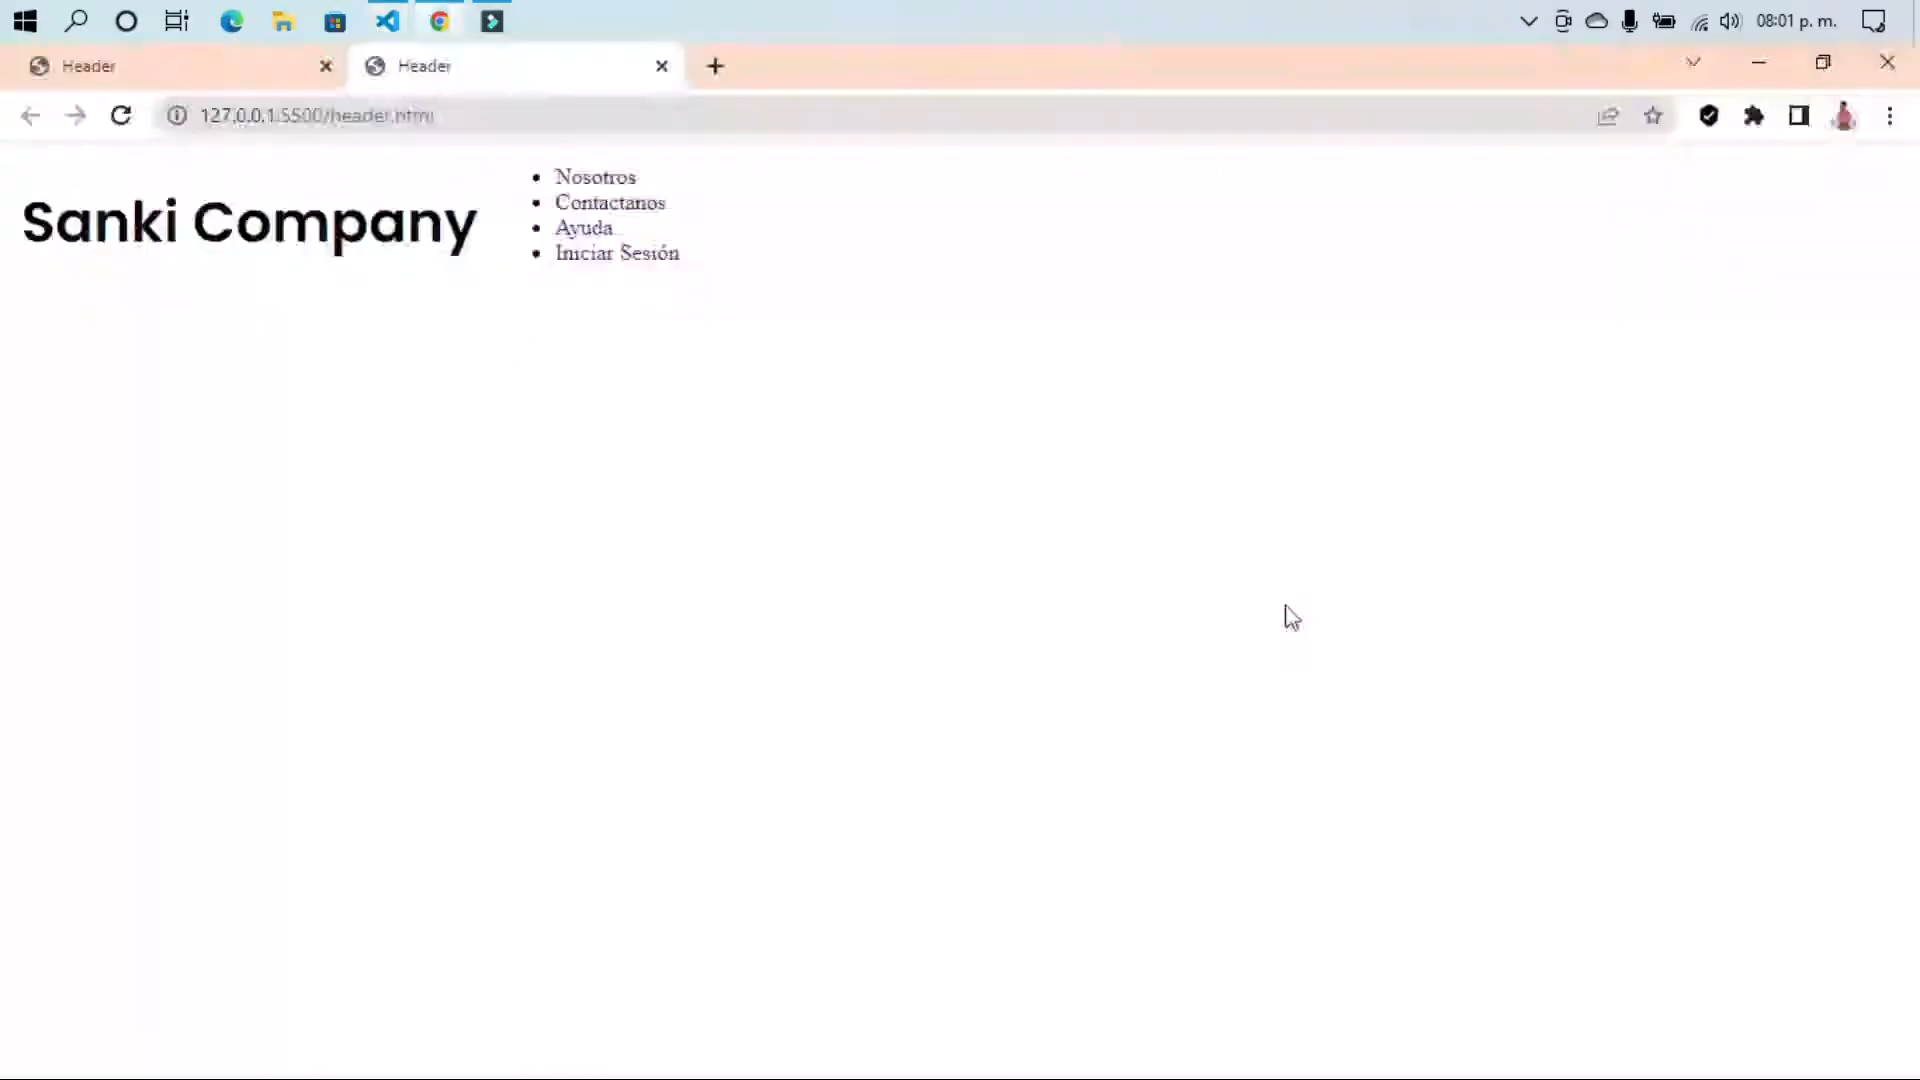 08:01 p. m.
Header
Header
127.0.0.1:5500/header.html
Sanki Company
Nosotros
Contactanos
Ayuda
Iniciar Sesión